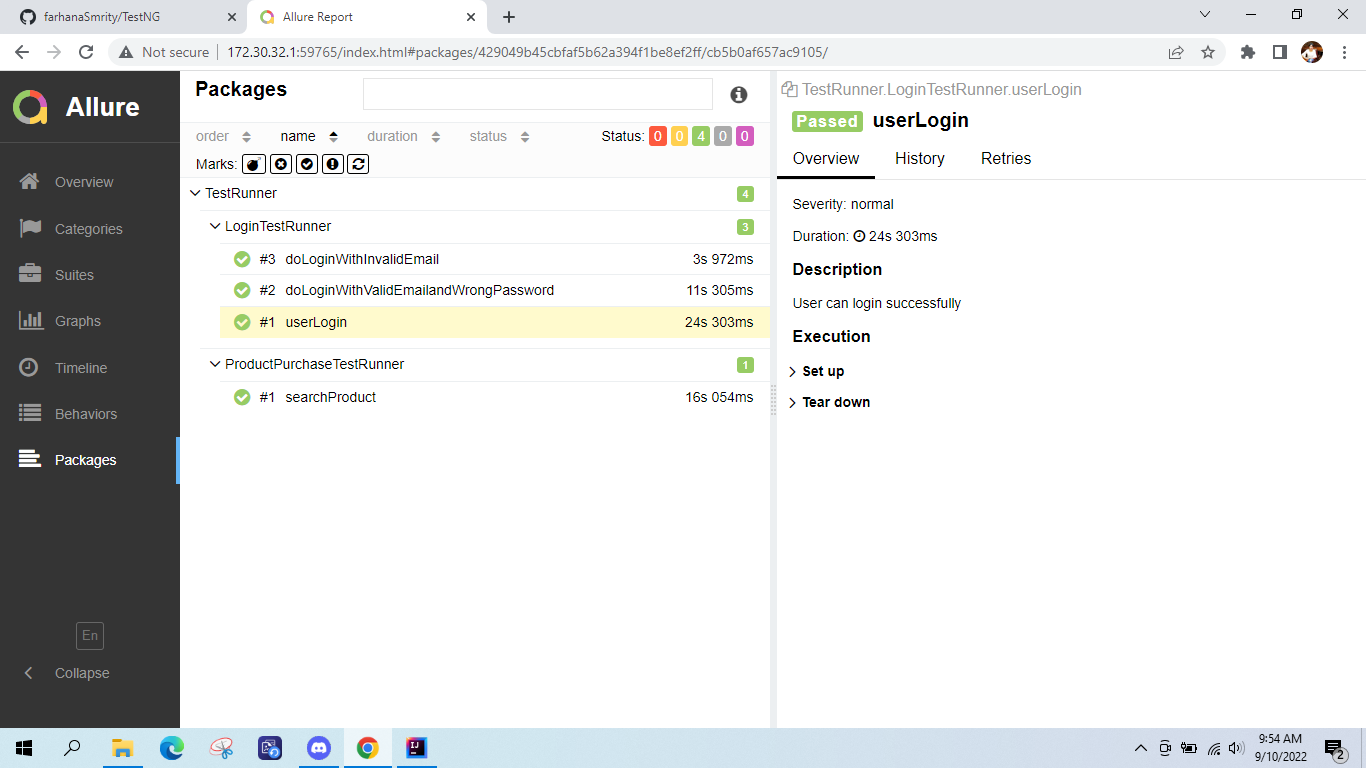 farhanaSmrity/TestNG
Allure Report
Not secure
172.30.32.1:59765/index.html#packages/429049b45cbfaf5b62a394f1be8ef2ff/cb5b0af657ac9105/
Allure
Overview
Categories
Suites
Graphs
Timeline
Behaviors
Packages
En
Collapse
Packages
order name duration status Status: 0 0 4 0 0
Marks:
TestRunner 4
LoginTestRunner 3
#3 doLoginWithInvalidEmail 3s 972ms
#2 doLoginWithValidEmailandWrongPassword 11s 305ms
#1 userLogin 24s 303ms
ProductPurchaseTestRunner 1
#1 searchProduct 16s 054ms
TestRunner.LoginTestRunner.userLogin
Passed userLogin
Overview History Retries
Severity: normal
Duration: 24s 303ms
Description
User can login successfully
Execution
Set up
Tear down
IJ
9:54 AM
9/10/2022
2